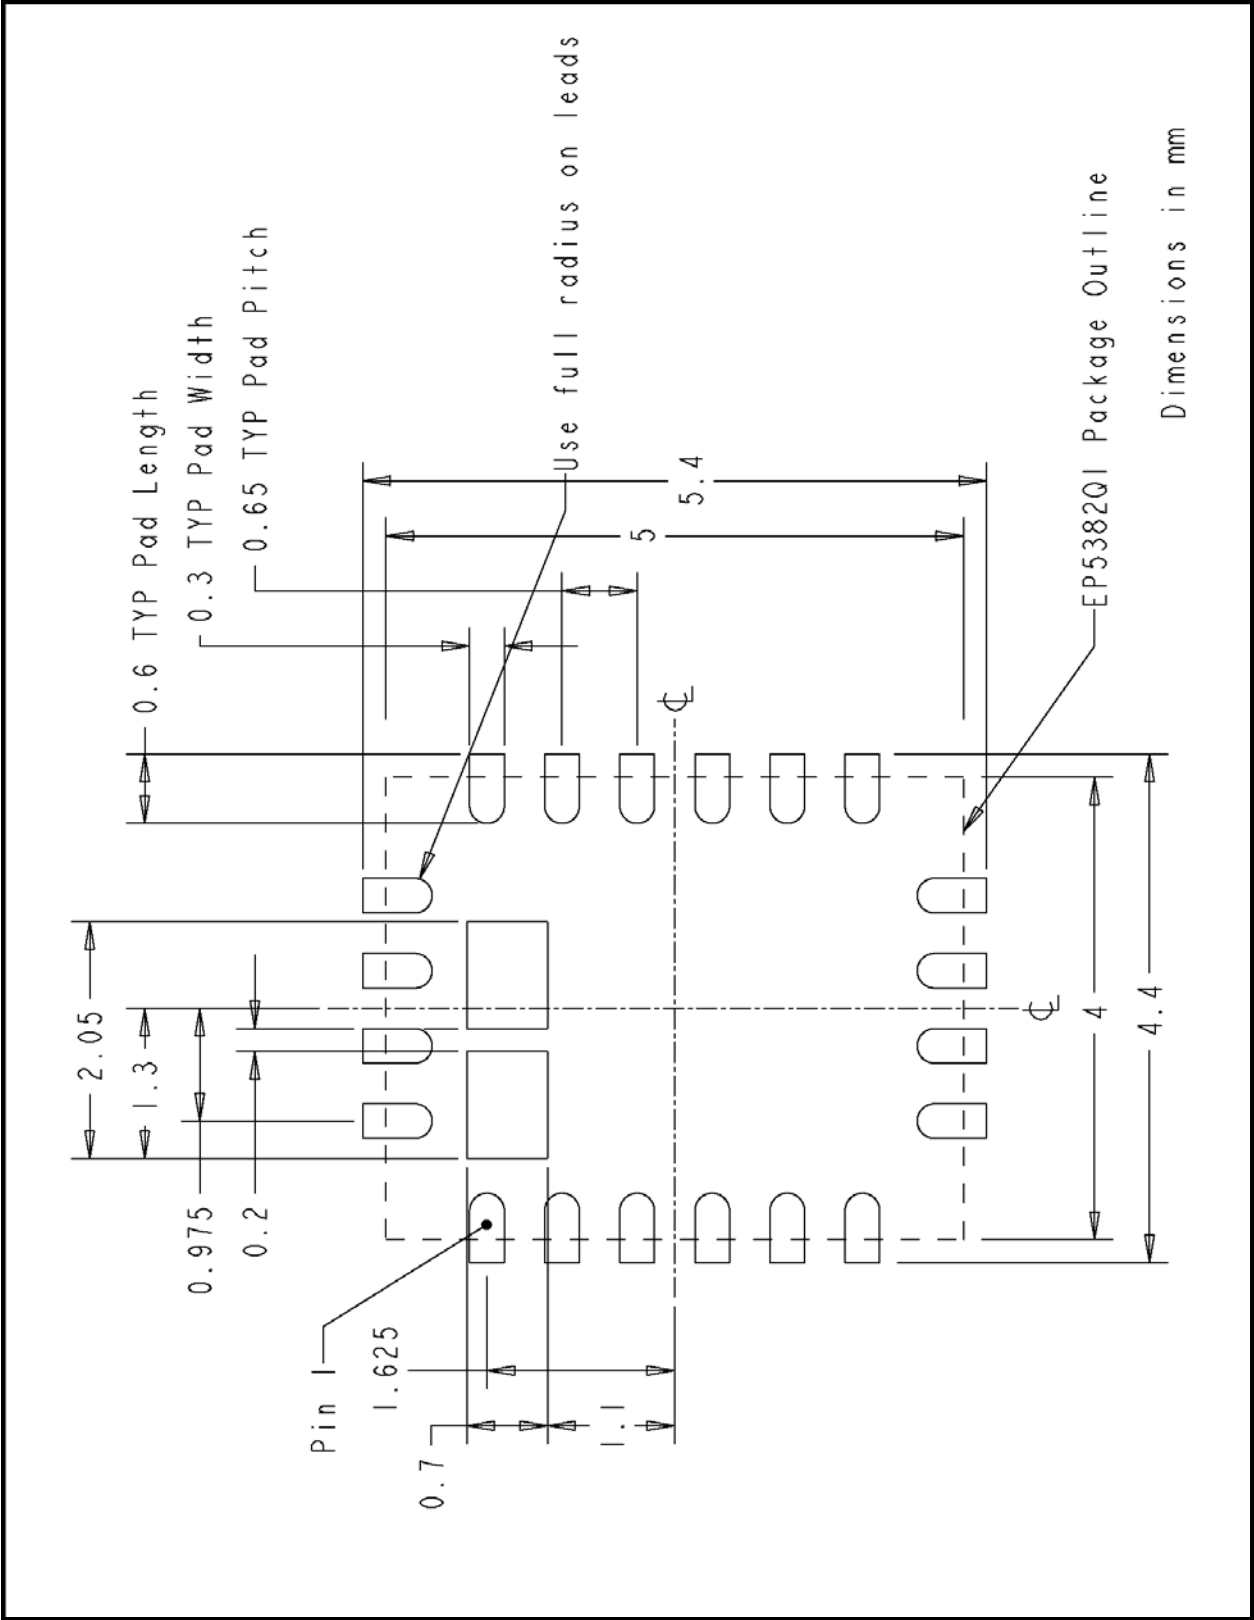 0.6 TYP Pad Length
0.3 TYP Pad Width
0.65 TYP Pad Pitch
Use full radius on leads
2.05
1.3
0.975
0.2
5
5.4
Pin 1
1.625
0.7
1.1
4
4.4
EP5382QI Package Outline
Dimensions in mm